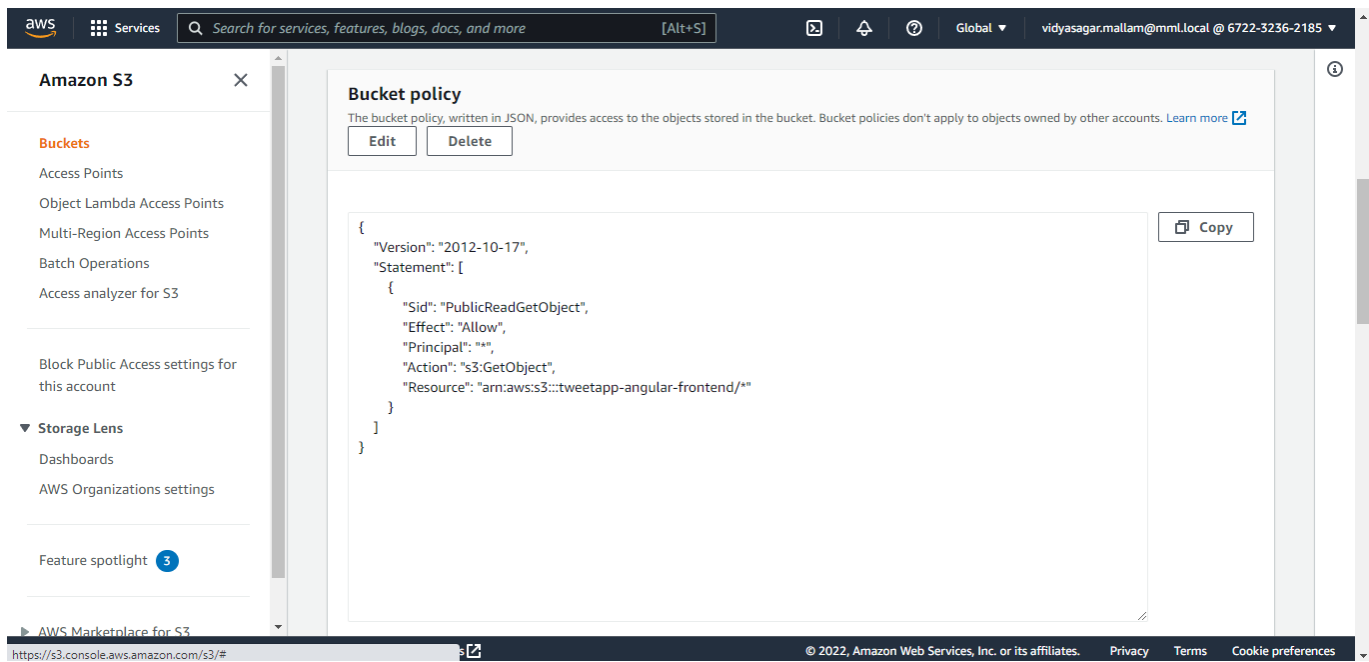 aws
Services
Search for services, features, blogs, docs, and more [Alt+S]
Global
vidyasagar.mallam@mml.local @ 6722-3236-2185
Amazon S3
Buckets
Access Points
Object Lambda Access Points
Multi-Region Access Points
Batch Operations
Access analyzer for S3
Block Public Access settings for
this account
Storage Lens
Dashboards
AWS Organizations settings
Feature spotlight 3
AWS Marketplace for S3
https://s3.console.aws.amazon.com/s3/#
Bucket policy
The bucket policy, written in JSON, provides access to the objects stored in the bucket. Bucket policies don't apply to objects owned by other accounts. Learn more
Edit Delete
Copy
{
"Version": "2012-10-17",
"Statement": [
{
"Sid": "PublicReadGetObject",
"Effect": "Allow",
"Principal": "*",
"Action": "s3:GetObject",
"Resource": "arn:aws:s3:::tweetapp-angular-frontend/*"
}
]
}
© 2022, Amazon Web Services, Inc. or its affiliates. Privacy Terms Cookie preferences